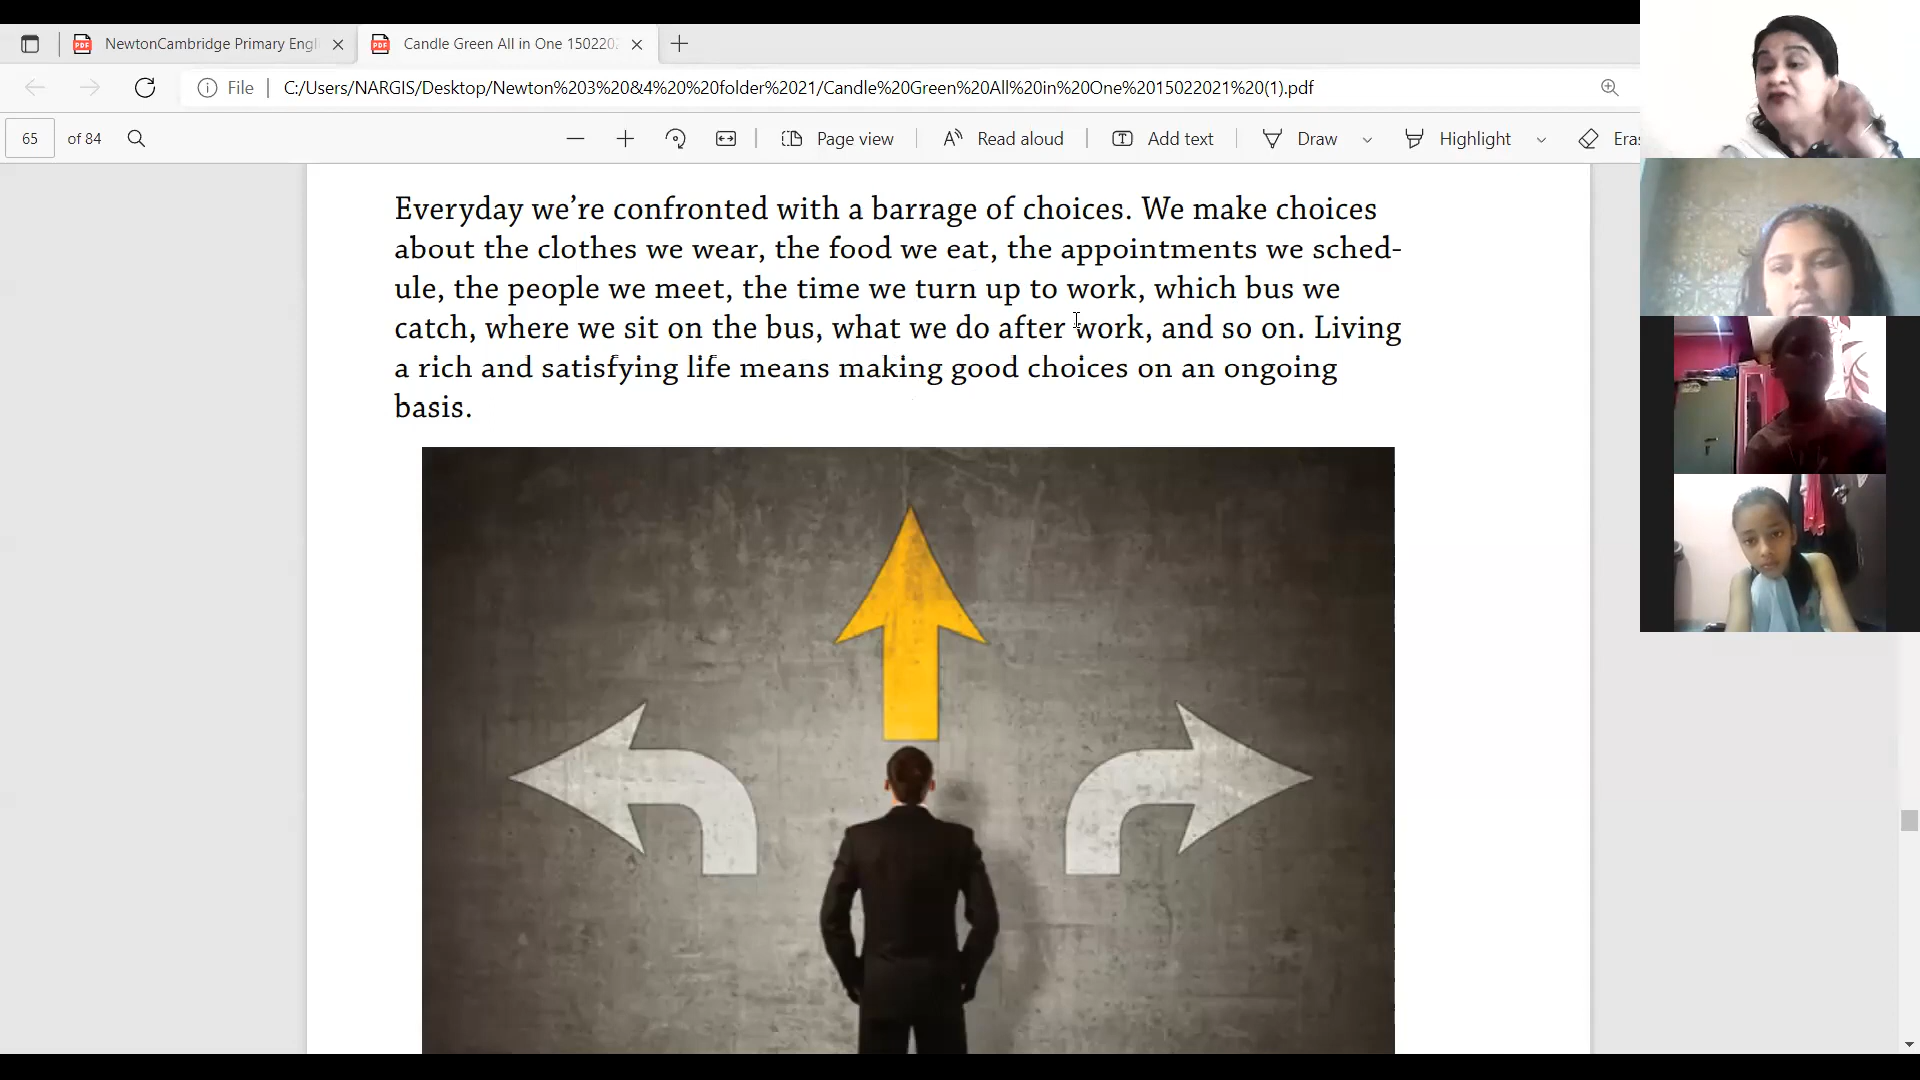 NewtonCambridge Primary Engl
Candle Green All in One 150220
File
C:/Users/NARGIS/Desktop/Newton%203%20&4%20%20folder%2021/Candle%20Green%20All%20in%20One%2015022021%20(1).pdf
65 of 84
Page view
Read aloud
Add text
Draw
Highlight
Eras
Everyday we’re confronted with a barrage of choices. We make choices
about the clothes we wear, the food we eat, the appointments we sched-
ule, the people we meet, the time we turn up to work, which bus we
catch, where we sit on the bus, what we do after work, and so on. Living
a rich and satisfying life means making good choices on an ongoing
basis.